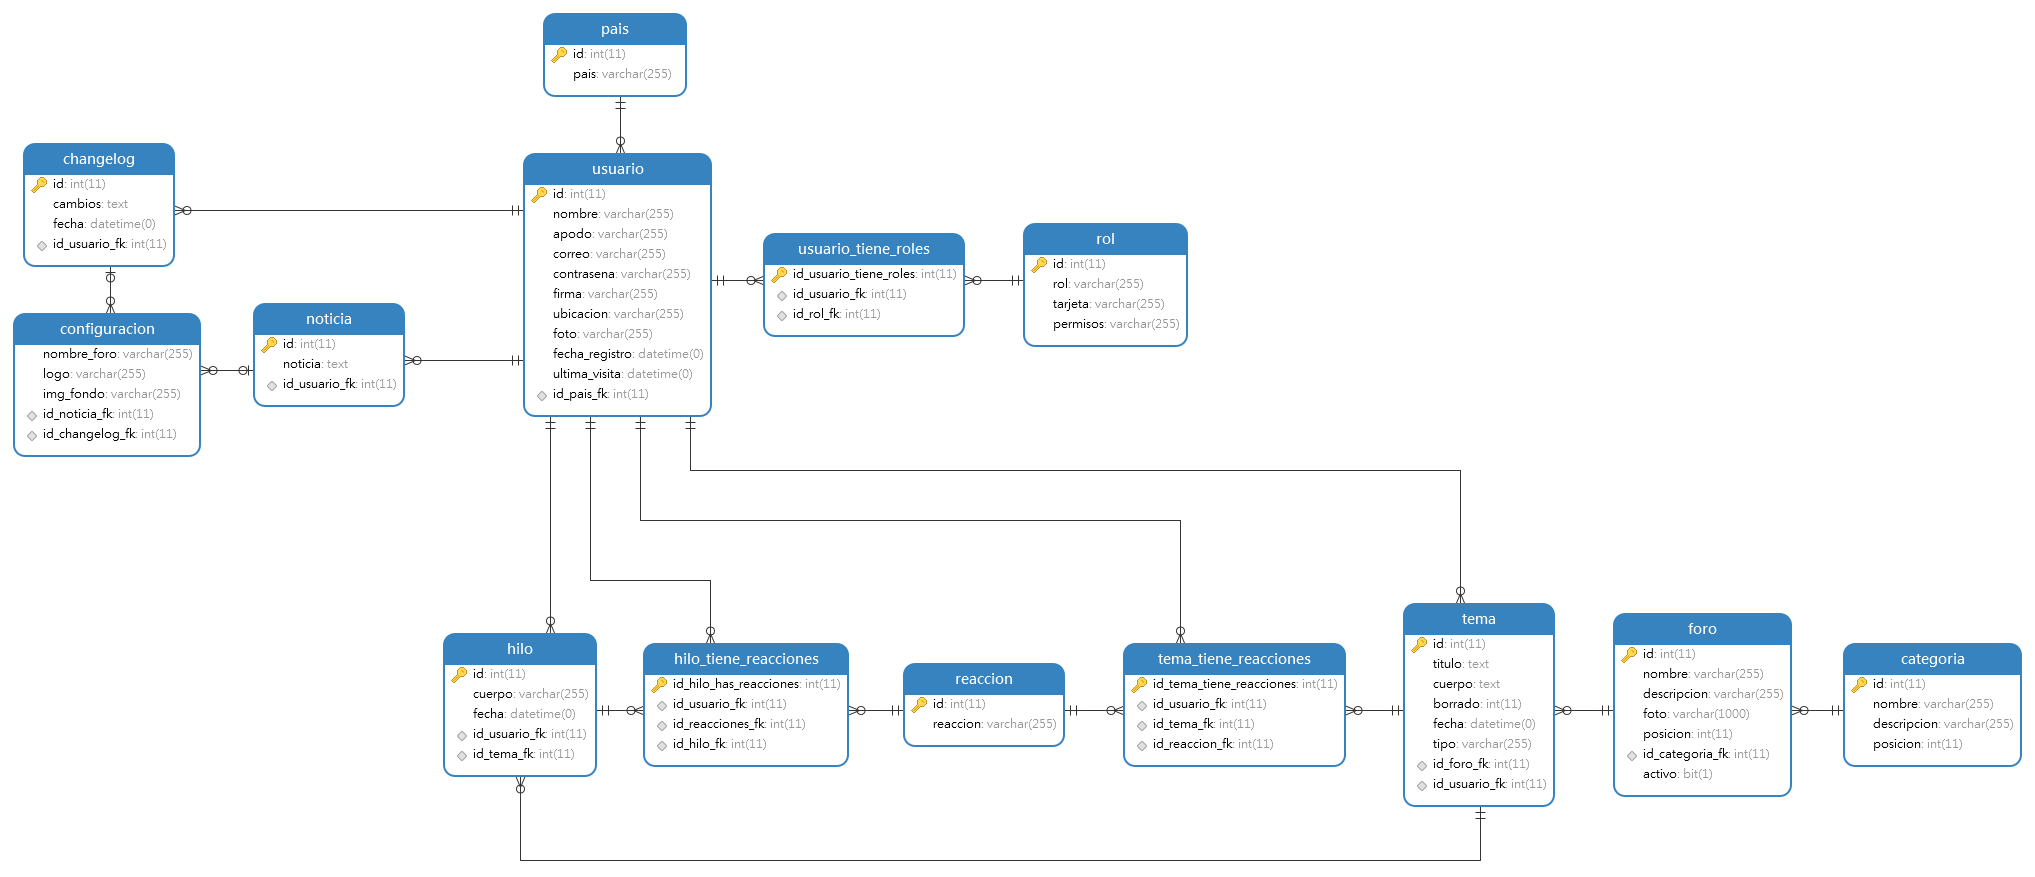 pais
id: int(11)
pais: varchar(255)
changelog
id: int(11)
cambios: text
fecha: datetime(0)
id_usuario_fk: int(11)
usuario
id: int(11)
nombre: varchar(255)
apodo: varchar(255)
correo: varchar(255)
contrasena: varchar(255)
firma: varchar(255)
ubicacion: varchar(255)
foto: varchar(255)
fecha_registro: datetime(0)
ultima_visita: datetime(0)
id_pais_fk: int(11)
usuario_tiene_roles
id_usuario_tiene_roles: int(11)
id_usuario_fk: int(11)
id_rol_fk: int(11)
rol
id: int(11)
rol: varchar(255)
tarjeta: varchar(255)
permisos: varchar(255)
configuracion
nombre_foro: varchar(255)
logo: varchar(255)
img_fondo: varchar(255)
id_noticia_fk: int(11)
id_changelog_fk: int(11)
noticia
id: int(11)
noticia: text
id_usuario_fk: int(11)
hilo
id: int(11)
cuerpo: varchar(255)
fecha: datetime(0)
id_usuario_fk: int(11)
id_tema_fk: int(11)
hilo_tiene_reacciones
id_hilo_has_reacciones: int(11)
id_usuario_fk: int(11)
id_reacciones_fk: int(11)
id_hilo_fk: int(11)
reaccion
id: int(11)
reaccion: varchar(255)
tema_tiene_reacciones
id_tema_tiene_reacciones: int(11)
id_usuario_fk: int(11)
id_tema_fk: int(11)
id_reaccion_fk: int(11)
tema
id: int(11)
titulo: text
cuerpo: text
borrado: int(11)
fecha: datetime(0)
tipo: varchar(255)
id_foro_fk: int(11)
id_usuario_fk: int(11)
foro
id: int(11)
nombre: varchar(255)
descripcion: varchar(255)
foto: varchar(1000)
posicion: int(11)
id_categoria_fk: int(11)
activo: bit(1)
categoria
id: int(11)
nombre: varchar(255)
descripcion: varchar(255)
posicion: int(11)